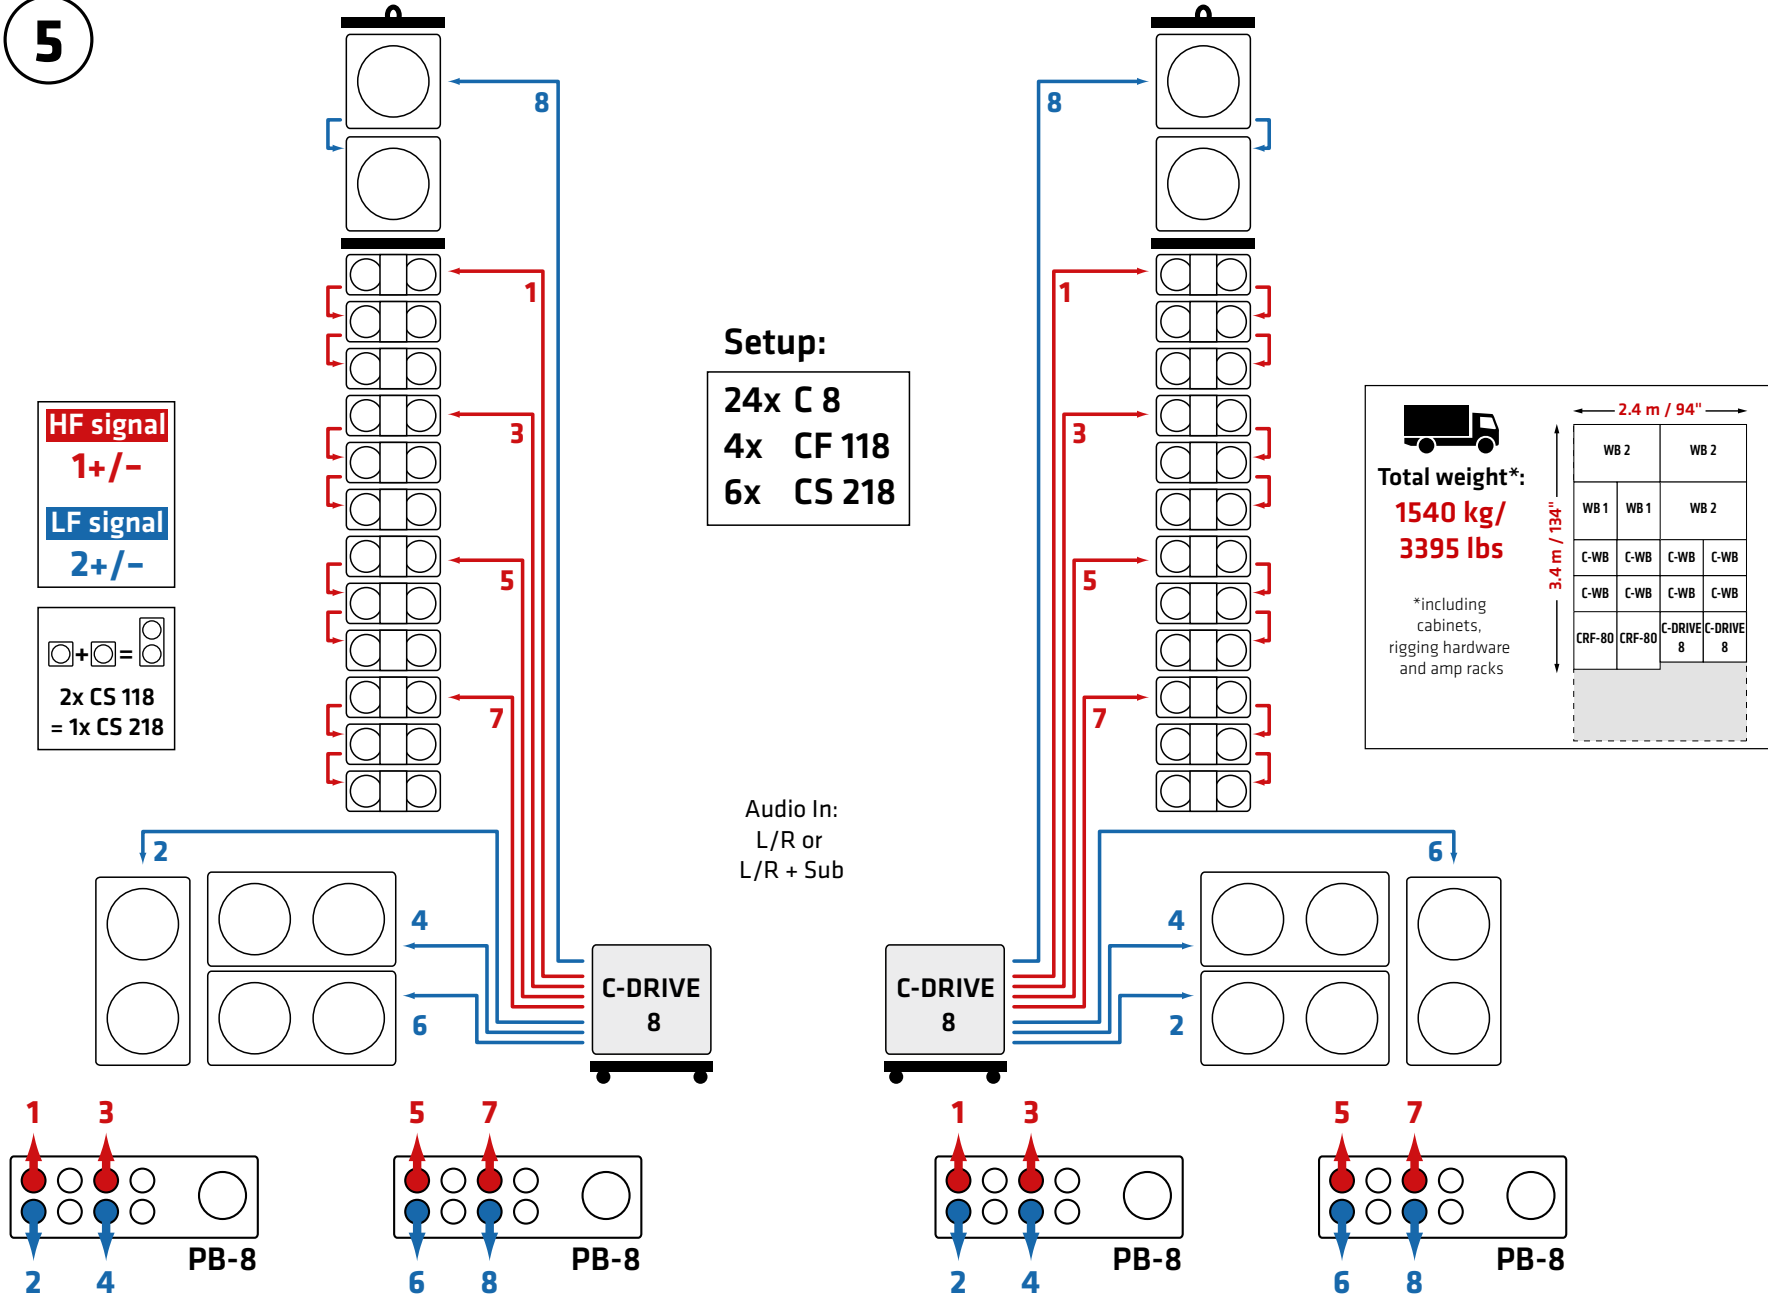 5
8
8
1
1
Setup:
24x C 8
4x CF 118
6x CS 218
HF signal
1+/–
LF signal
2+/–
3
3
5
5
7
7
2x CS 118
= 1x CS 218
+
=
Total weight*:
1540 kg/
3395 lbs
*including
cabinets,
rigging hardware
and amp racks
2.4 m / 94"
3.4 m / 134"
WB 2 WB 2
WB 1 WB 1 WB 2
C-WB C-WB C-WB C-WB
C-WB C-WB C-WB C-WB
CRF-80 CRF-80 C-DRIVE 8 C-DRIVE 8
Audio In:
L/R or
L/R + Sub
2
4
6
C-DRIVE
8
C-DRIVE
8
6
4
2
1 3
PB-8
2 4
5 7
PB-8
6 8
1 3
PB-8
2 4
5 7
PB-8
6 8